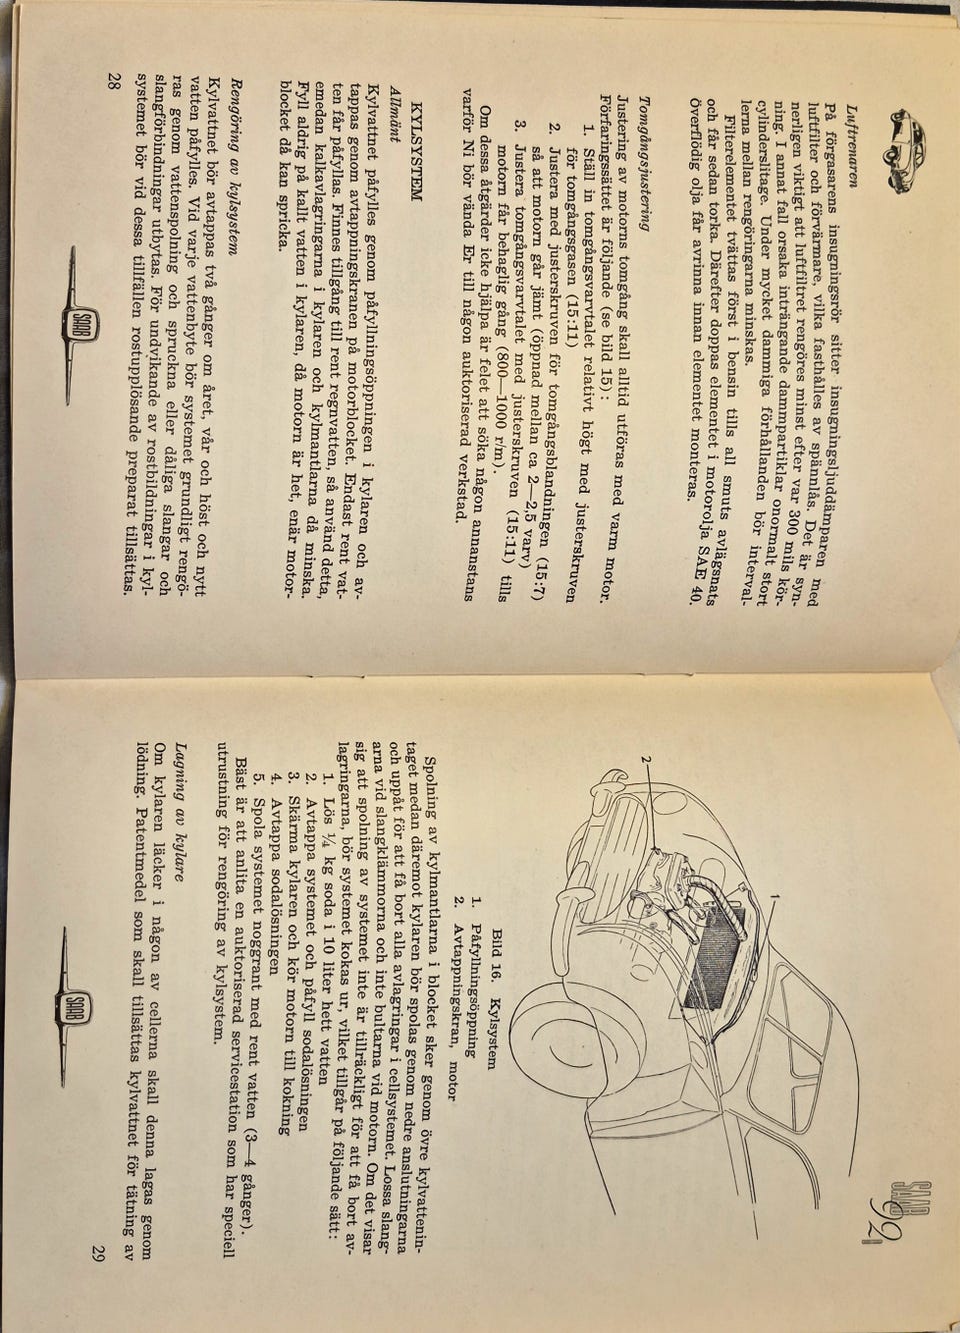 Luftrenaren
På förgasarens insugningsrör sitter insugningsljuddämparen med
luftfilter och förvärmare, vilka fasthålles av spännlås. Det är syn-
nerligen viktigt att luftfiltret rengöres minst efter var 300 mils kör-
ning. I annat fall orsaka inträngande dammpartiklar onormalt stort
cylinderslitage. Under mycket dammiga förhållanden bör interval-
lerna mellan rengöringarna minskas.
Filterelementet tvättas först i bensin tills all smuts avlägsnats
och får sedan torka. Därefter doppas elementet i motorolja SAE 40.
Överflödig olja får avrinna innan elementet monteras.
Tomgångsjustering
Justering av motorns tomgång skall alltid utföras med varm motor.
Förfaringssättet är följande (se bild 15):
1. Ställ in tomgångsvarvtalet relativt högt med justerskruven
för tomgångsgasen (15:11)
2. Justera med justerskruven för tomgångsblandningen (15:7)
så att motorn går jämt (öppnad mellan ca 2—2,5 varv)
3. Justera tomgångsvarvtalet med justerskruven (15:11) tills
motorn får behaglig gång (800—1000 r/m).
Om dessa åtgärder icke hjälpa är felet att söka någon annanstans
varför Ni bör vända Er till någon auktoriserad verkstad.
KYLSYSTEM
Allmänt
Kylvattnet påfylles genom påfyllningsöppningen i kylaren och av-
tappas genom avtappningskranen på motorblocket. Endast rent vat-
ten får påfyllas. Finnes tillgång till rent regnvatten, så använd detta,
emedan kalkavlagringarna i kylaren och kylmantlarna då minska.
Fyll aldrig på kallt vatten i kylaren, då motorn är het, enär motor-
blocket då kan spricka.
Rengöring av kylsystem
Kylvattnet bör avtappas två gånger om året, vår och höst och nytt
vatten påfylles. Vid varje vattenbyte bör systemet grundligt rengö-
ras genom vattenspolning och spruckna eller dåliga slangar och
slangförbindningar utbytas. För undvikande av rostbildningar i kyl-
systemet bör vid dessa tillfällen rostupplösande preparat tillsättas.
28
SAAB
SAAB
92
1
2
Bild 16. Kylsystem
1. Påfyllningsöppning
2. Avtappningskran, motor
Spolning av kylmantlarna i blocket sker genom övre kylvattenin-
taget medan däremot kylaren bör spolas genom nedre anslutningarna
och uppåt för att få bort alla avlagringar i cellsystemet. Lossa slang-
arna vid slangklämmorna och inte bultarna vid motorn. Om det visar
sig att spolning av systemet inte är tillräckligt för att få bort av-
lagringarna, bör systemet kokas ur, vilket tillgår på följande sätt:
1. Lös ¼ kg soda i 10 liter hett vatten
2. Avtappa systemet och påfyll sodalösningen
3. Skärma kylaren och kör motorn till kokning
4. Avtappa sodalösningen
5. Spola systemet noggrant med rent vatten (3—4 gånger).
Bäst är att anlita en auktoriserad servicestation som har speciell
utrustning för rengöring av kylsystem.
Lagning av kylare
Om kylaren läcker i någon av cellerna skall denna lagas genom
lödning. Patentmedel som skall tillsättas kylvattnet för tätning av
29
SAAB